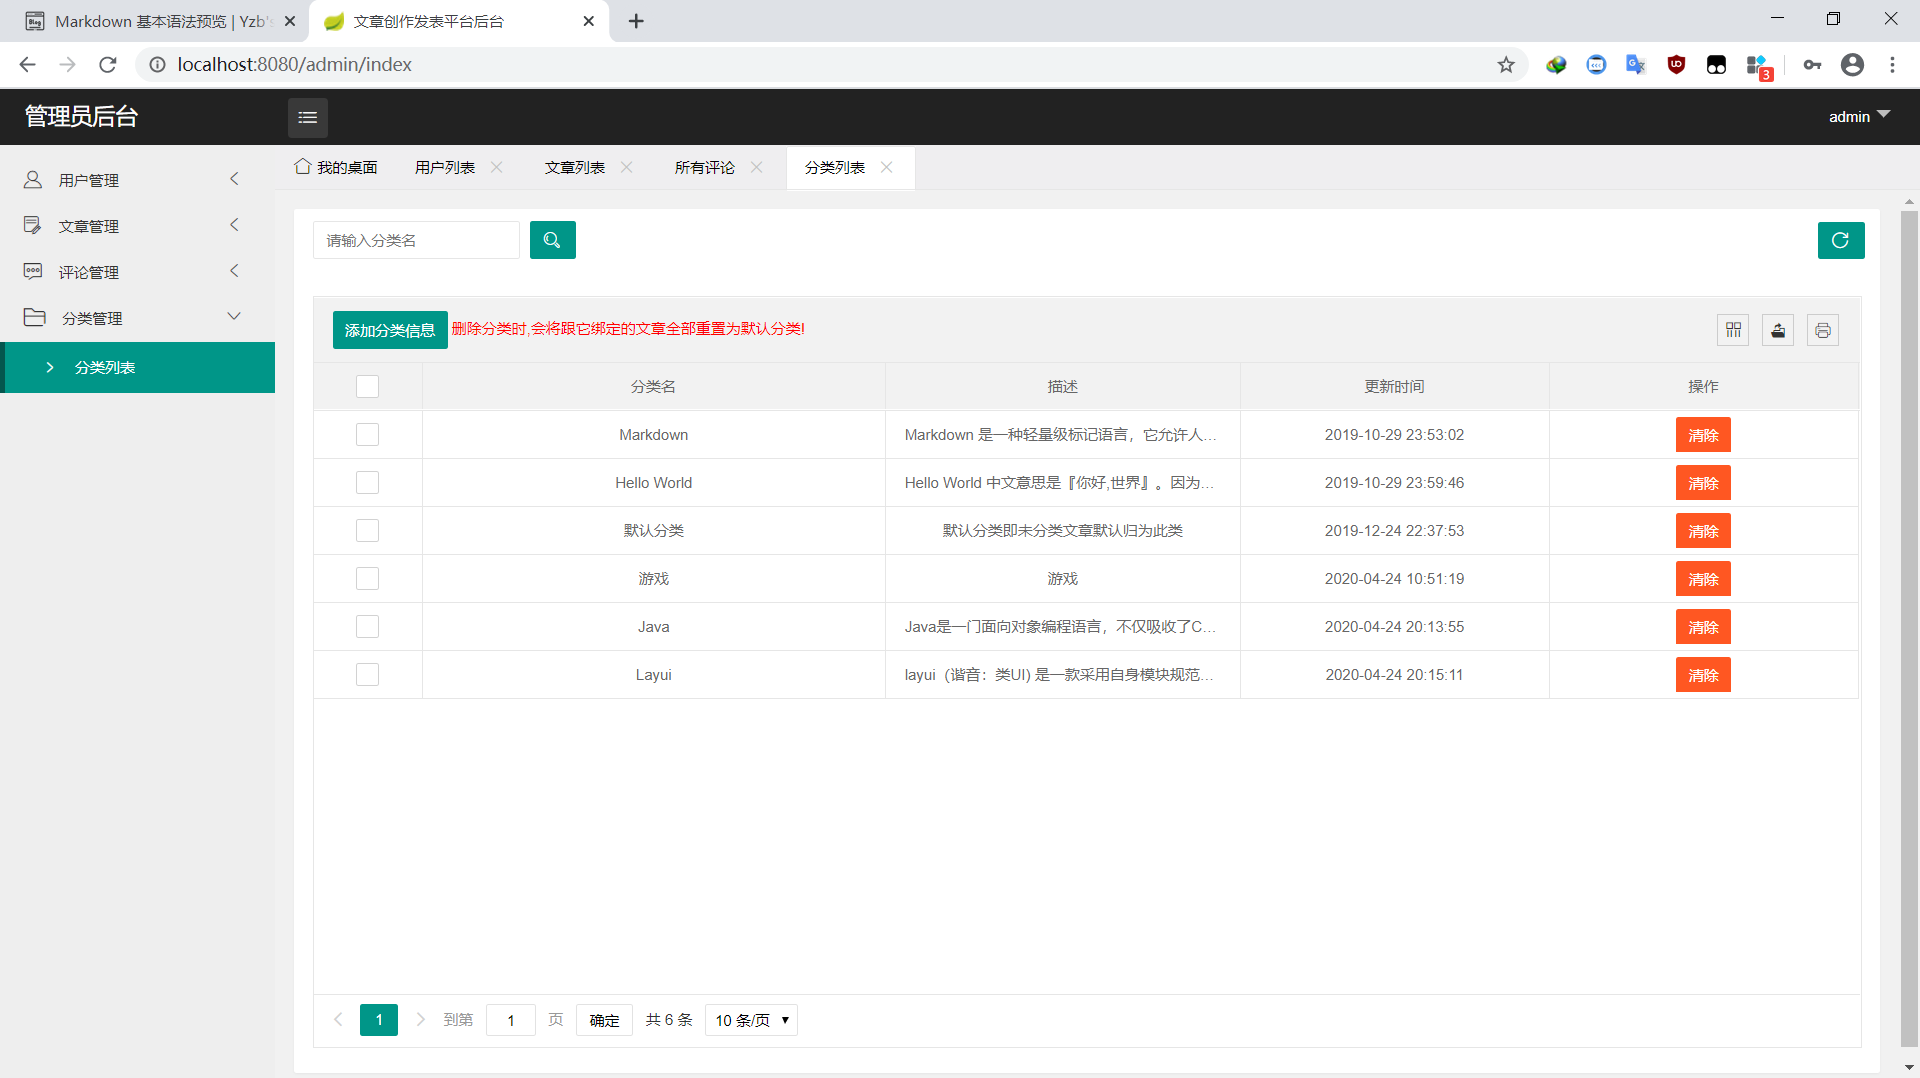 Markdown 基本语法预览 | Yzb's
文章创作发表平台后台
localhost:8080/admin/index
3
管理员后台
admin
用户管理
文章管理
评论管理
分类管理
分类列表
我的桌面
用户列表
文章列表
所有评论
分类列表
请输入分类名
添加分类信息
删除分类时,会将跟它绑定的文章全部重置为默认分类!
分类名 描述 更新时间 操作
Markdown Markdown 是一种轻量级标记语言，它允许人... 2019-10-29 23:53:02 清除
Hello World Hello World 中文意思是『你好,世界』。因为... 2019-10-29 23:59:46 清除
默认分类 默认分类即未分类文章默认归为此类 2019-12-24 22:37:53 清除
游戏 游戏 2020-04-24 10:51:19 清除
Java Java是一门面向对象编程语言，不仅吸收了C... 2020-04-24 20:13:55 清除
Layui layui（谐音：类UI) 是一款采用自身模块规范... 2020-04-24 20:15:11 清除
1 到第 1 页 确定 共 6 条 10 条/页